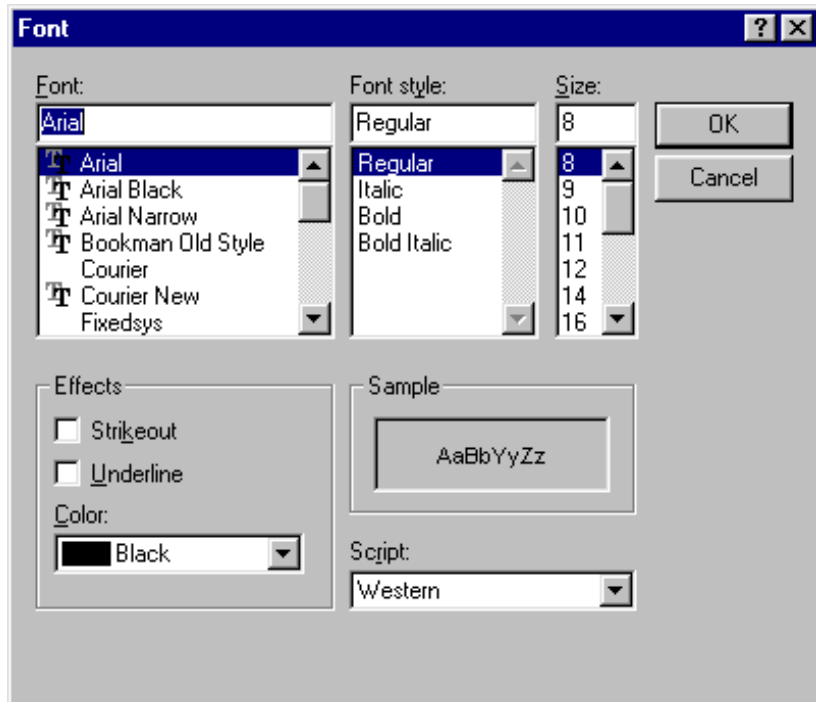 Font
Font:
Arial
Arial
Arial Black
Arial Narrow
Bookman Old Style
Courier
Courier New
Fixedsys
Font style:
Regular
Regular
Italic
Bold
Bold Italic
Size:
8
8
9
10
11
12
14
16
OK
Cancel
Effects
Strikeout
Underline
Color:
Black
Sample
AaBbYyZz
Script:
Western